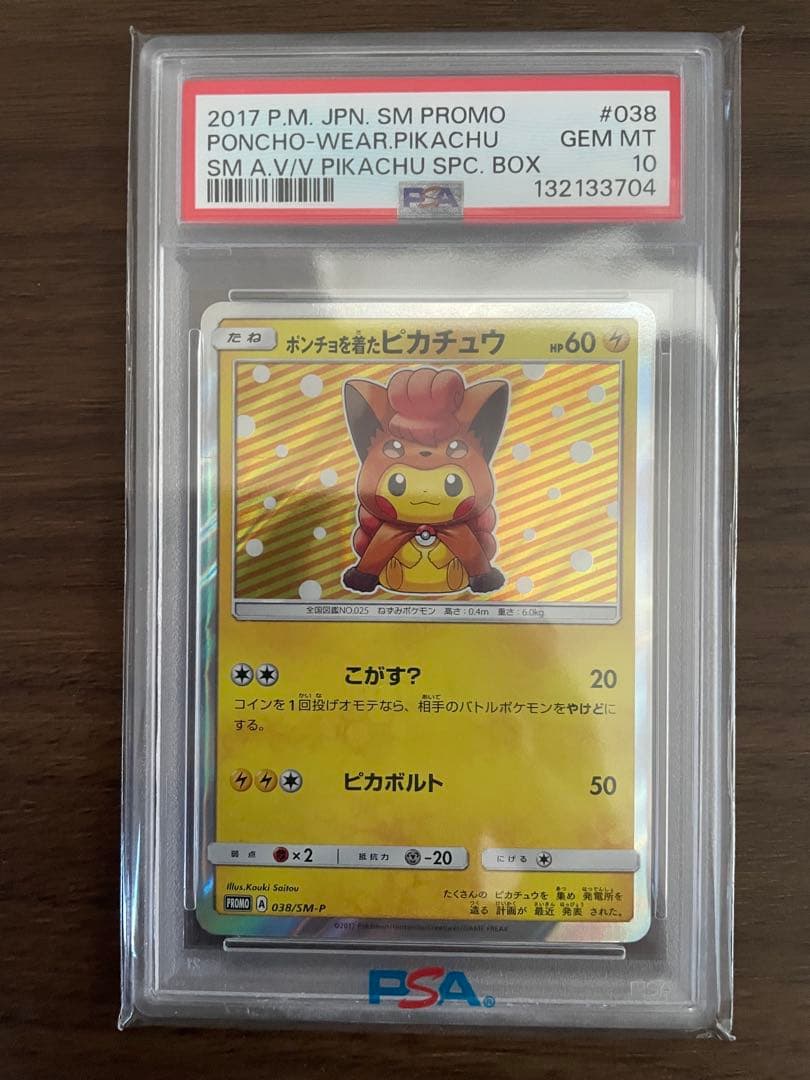 2017 P.M. JPN. SM PROMO #038
PONCHO-WEAR.PIKACHU GEM MT
SM A.V/V PIKACHU SPC. BOX 10
PSA 132133704
たね ポンチョを着たピカチュウ HP60
全国図鑑NO.025 ねずみポケモン 高さ:0.4m 重さ:6.0kg
こがす? 20
コインを1回投げオモテなら、相手のバトルポケモンをやけどに
する。
ピカボルト 50
弱点 ×2 抵抗力 -20 にげる
Illus.Kouki Saitou
PROMO A 038/SM-P
たくさんの ピカチュウを 集め 発電所を
造る 計画が 最近 発表 された。
©2017 Pokémon/Nintendo/Creatures/GAME FREAK
PSA®
PSA